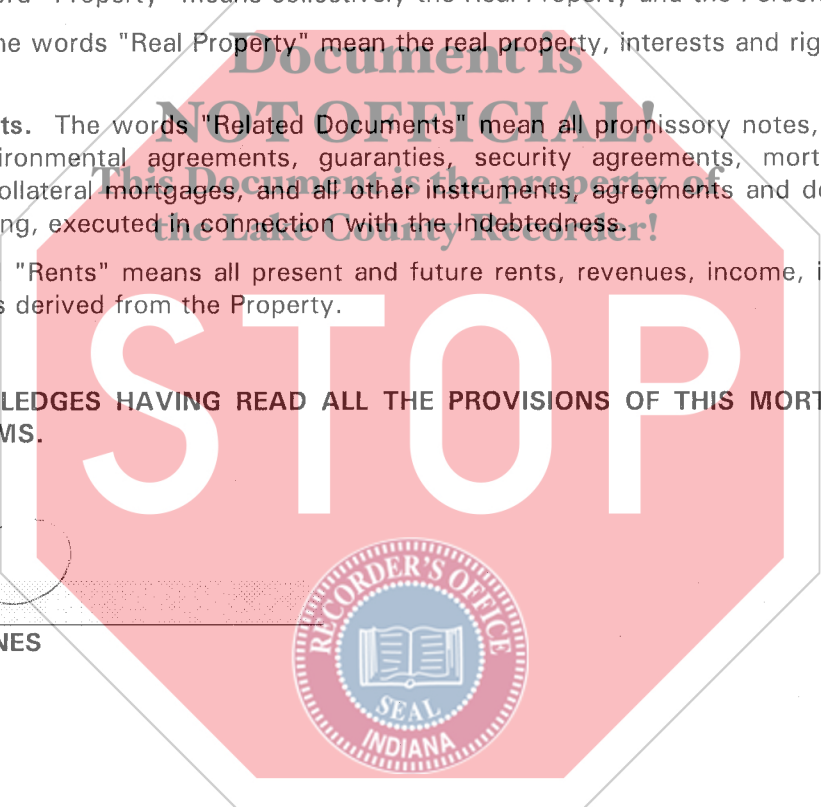 "Property" means collectively the Real Property and the
he words "Real Property" mean the real property, interests and rig
Document is
NOT OFFICIAL!
ts. The words "Related Documents" mean all promissory notes,
ironmental agreements, guaranties, security agreements, mort
This Document is the property of
ollateral mortgages, and all other instruments, agreements and d
the Lake County Recorder!
ng, executed in connection with the Indebtedness.
"Rents" means all present and future rents, revenues, income, i
s derived from the Property.
STOP
LEDGES HAVING READ ALL THE PROVISIONS OF THIS MORT
MS.
NES
RECORDER'S OFFICE
SEAL
INDIANA